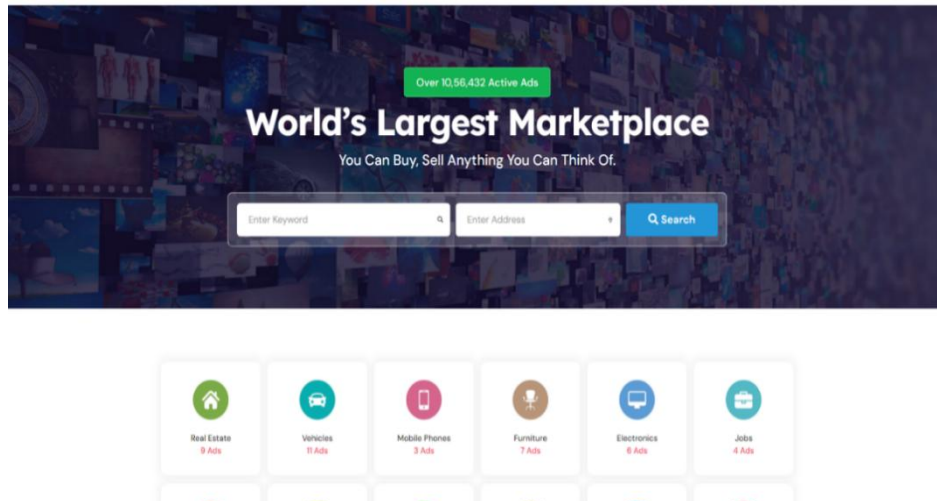 Over 10,56,432 Active Ads
World's Largest Marketplace
You Can Buy, Sell Anything You Can Think Of.
Enter Keyword
Enter Address
Search
Real Estate
9 Ads
Vehicles
11 Ads
Mobile Phones
3 Ads
Furniture
7 Ads
Electronics
6 Ads
Jobs
4 Ads